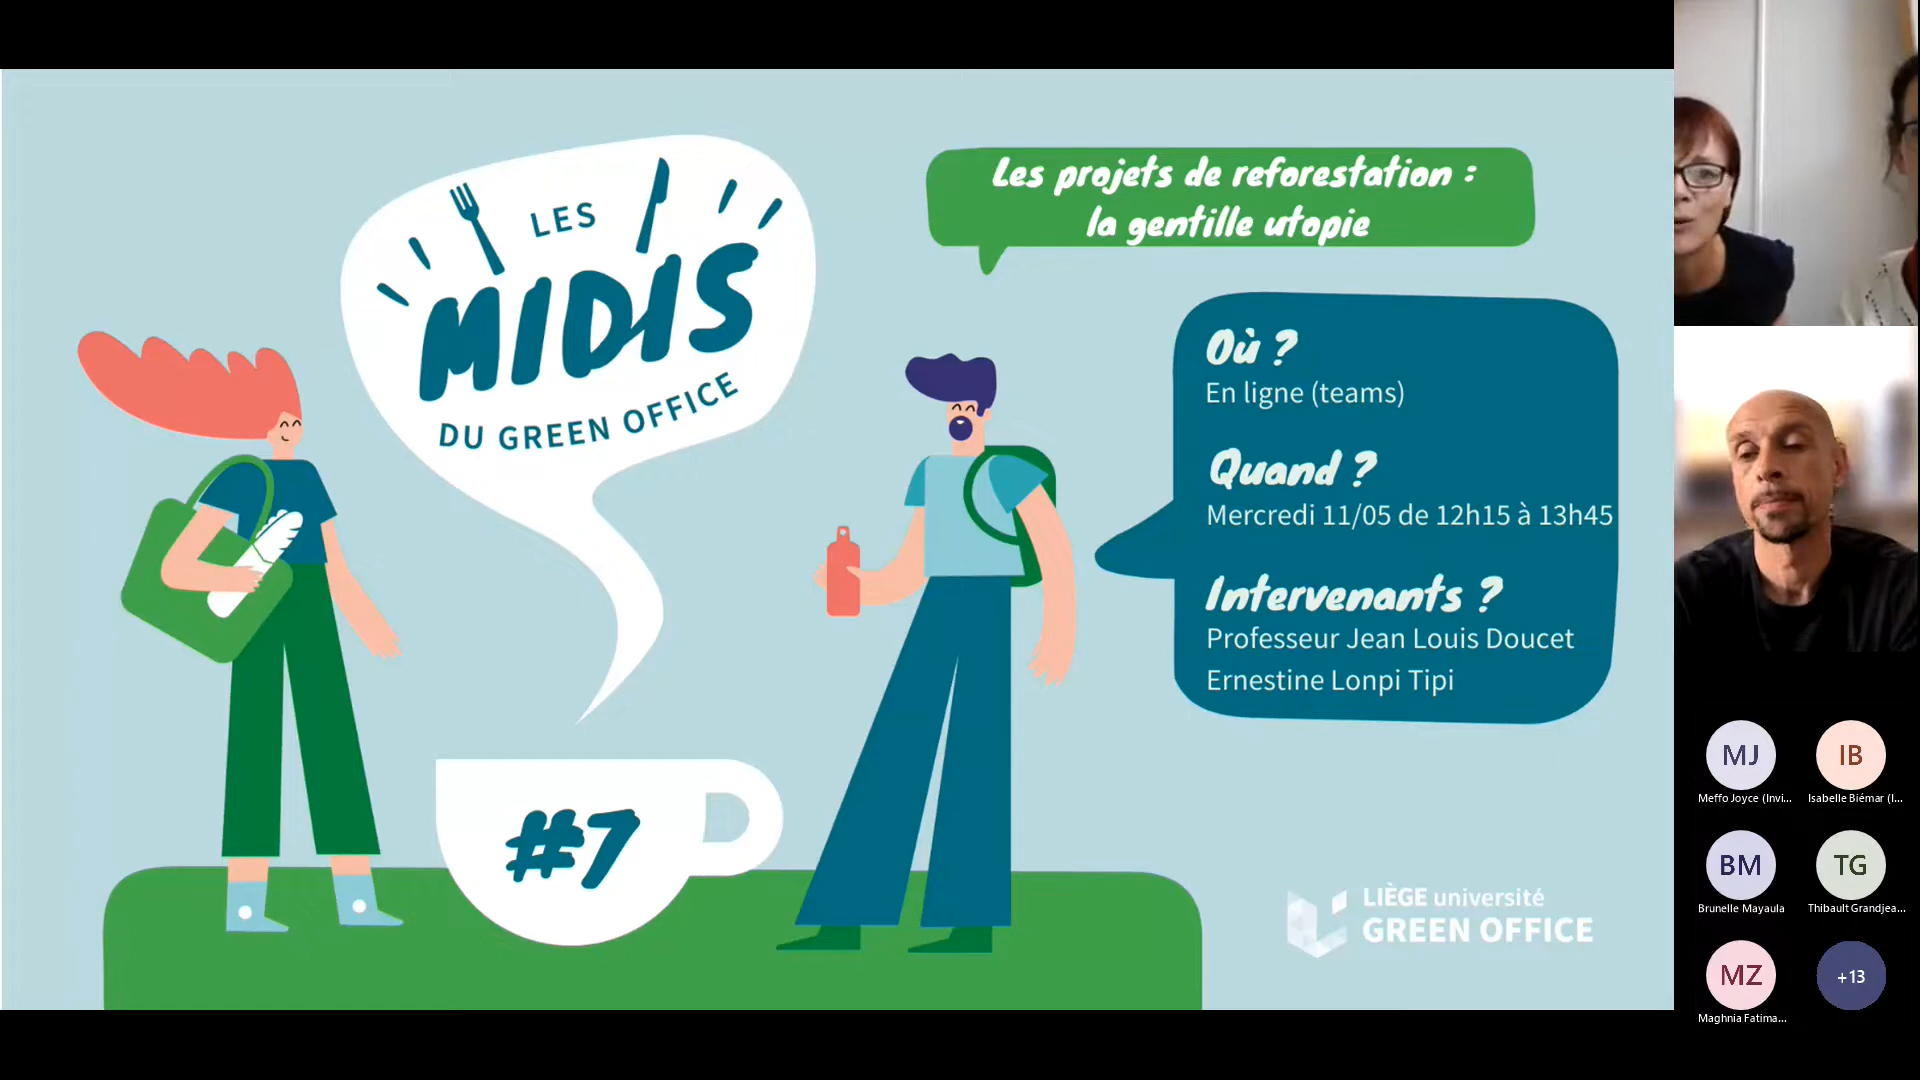 LES
MIDIS
DU GREEN OFFICE
#7
Les projets de reforestation :
la gentille utopie
Où ?
En ligne (teams)
Quand ?
Mercredi 11/05 de 12h15 à 13h45
Intervenants ?
Professeur Jean Louis Doucet
Ernestine Lonpi Tipi
LIÈGE université
GREEN OFFICE
MJ
Meffo Joyce (Invi...
IB
Isabelle Biémar (I...
BM
Brunelle Mayaula
TG
Thibault Grandjea...
MZ
Maghnia Fatima...
+13